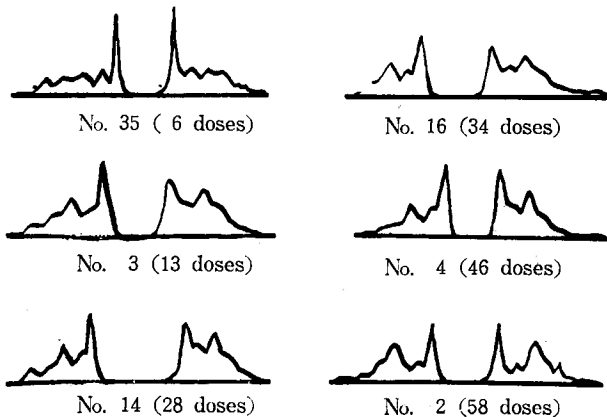 No. 35 ( 6 doses)
No. 16 (34 doses)
No. 3 (13 doses)
No. 4 (46 doses)
No. 14 (28 doses)
No. 2 (58 doses)